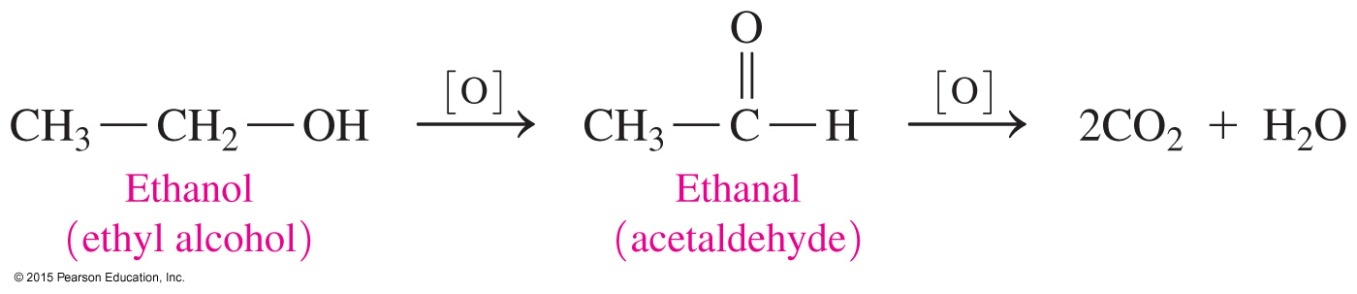 O
||
CH₃ — CH₂ — OH [O] → CH₃ — C — H [O] → 2CO₂ + H₂O
Ethanol Ethanal
(ethyl alcohol) (acetaldehyde)
© 2015 Pearson Education, Inc.